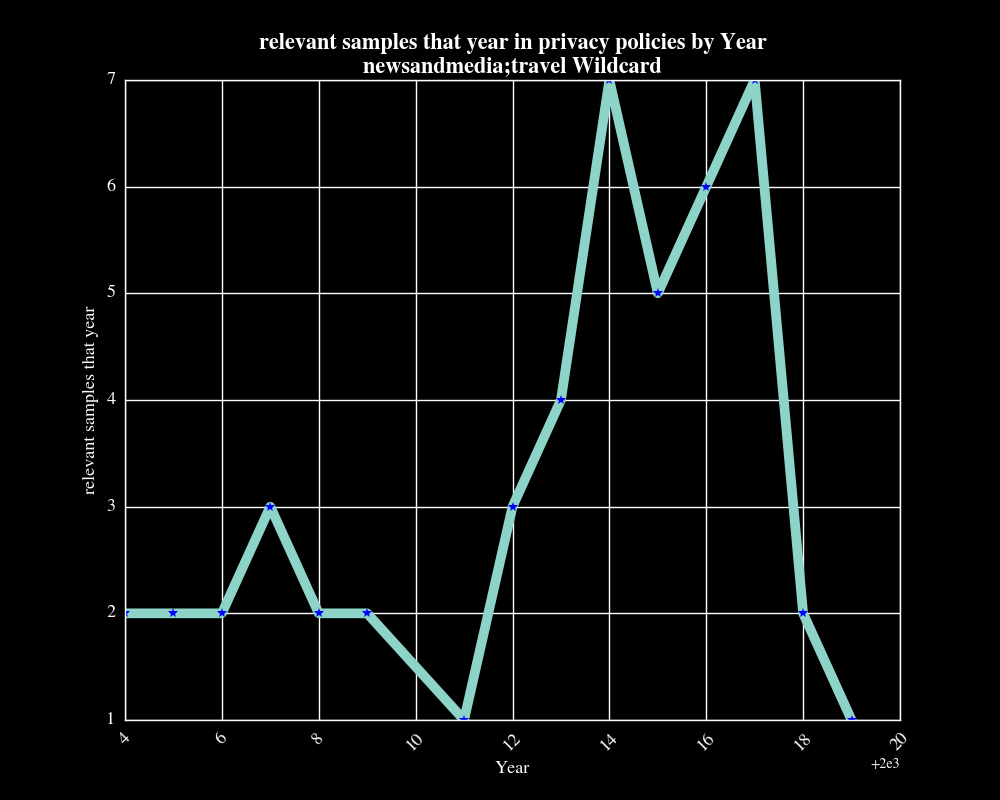 relevant samples that year in privacy policies by Year
newsandmedia;travel Wildcard
7
6
5
4
3
2
1
relevant samples that year
4 6 8 10 12 14 16 18 20
+2e3
Year